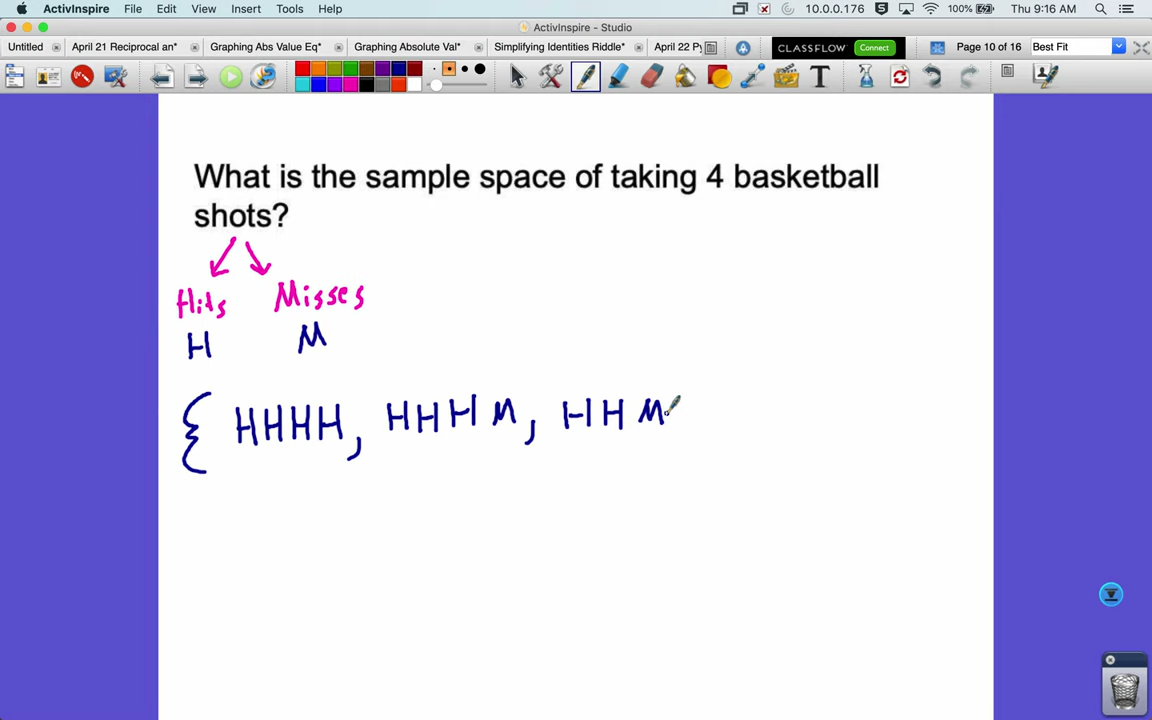 ActivInspire File Edit View Insert Tools Help 10.0.0.176 100% Thu 9:16 AM
ActivInspire - Studio
Untitled April 21 Reciprocal an* Graphing Abs Value Eq* Graphing Absolute Val* Simplifying Identities Riddle* April 22 Py CLASSFLOW Connect Page 10 of 16 Best Fit
What is the sample space of taking 4 basketball
shots?
Hits Misses
H M
{ HHHH, HHHM, HHM